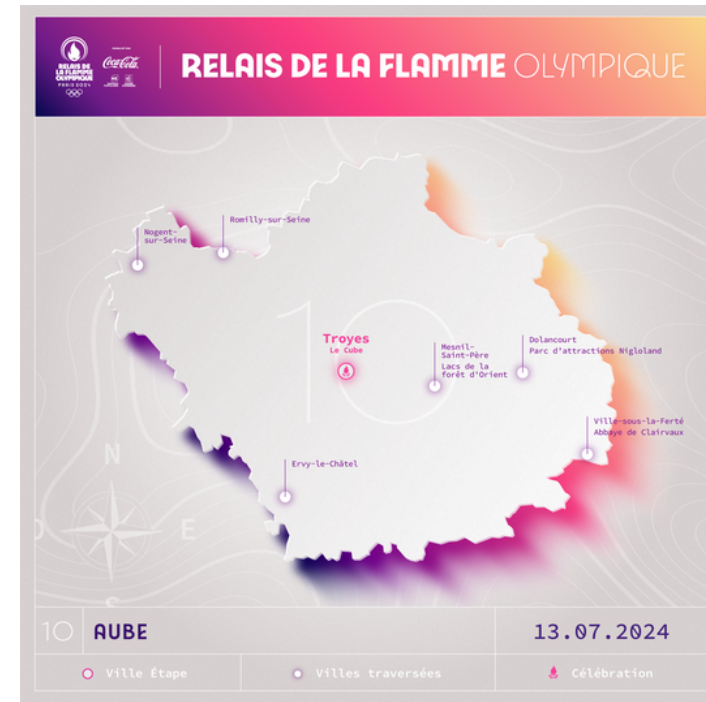 RELAIS DE
LA FLAMME
OLYMPIQUE
PARIS 2024
Coca-Cola
RELAIS DE LA FLAMME OLYMPIQUE
Romilly-sur-Seine
Nogent-
sur-Seine
10
Troyes
Le Cube
Mesnil-
Saint-Père
Lacs de la
forêt d'Orient
Dolancourt
Parc d'attractions Nigloland
Ville-sous-la-Ferté
Abbaye de Clairvaux
Ervy-le-Châtel
N
O
E
S
10 AUBE
13.07.2024
Ville Étape
Villes traversées
Célébration